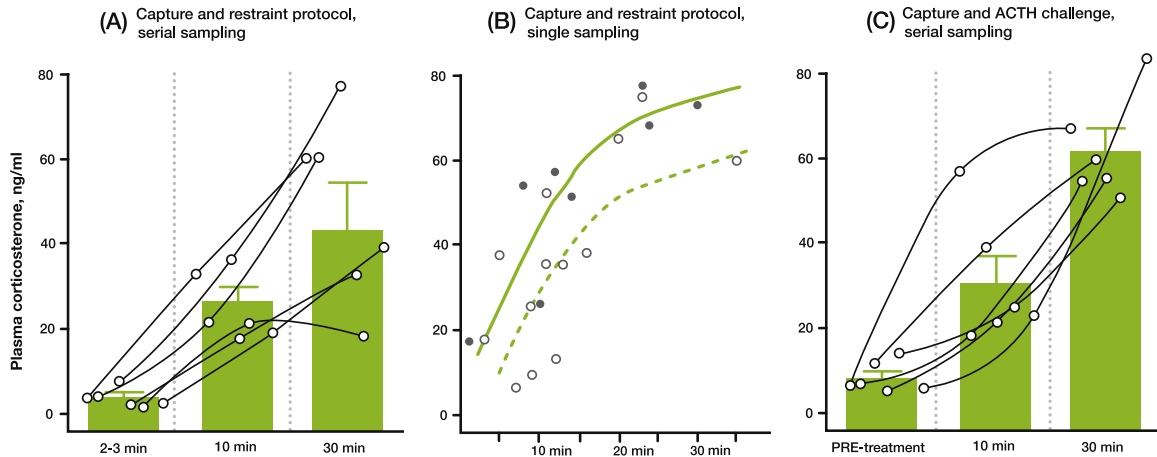 (A) Capture and restraint protocol,
serial sampling
(B) Capture and restraint protocol,
single sampling
(C) Capture and ACTH challenge,
serial sampling
Plasma corticosterone, ng/ml
80
60
40
20
0
2-3 min
10 min
30 min
80
60
40
20
0
10 min
20 min
30 min
80
60
40
20
0
PRE-treatment
10 min
30 min